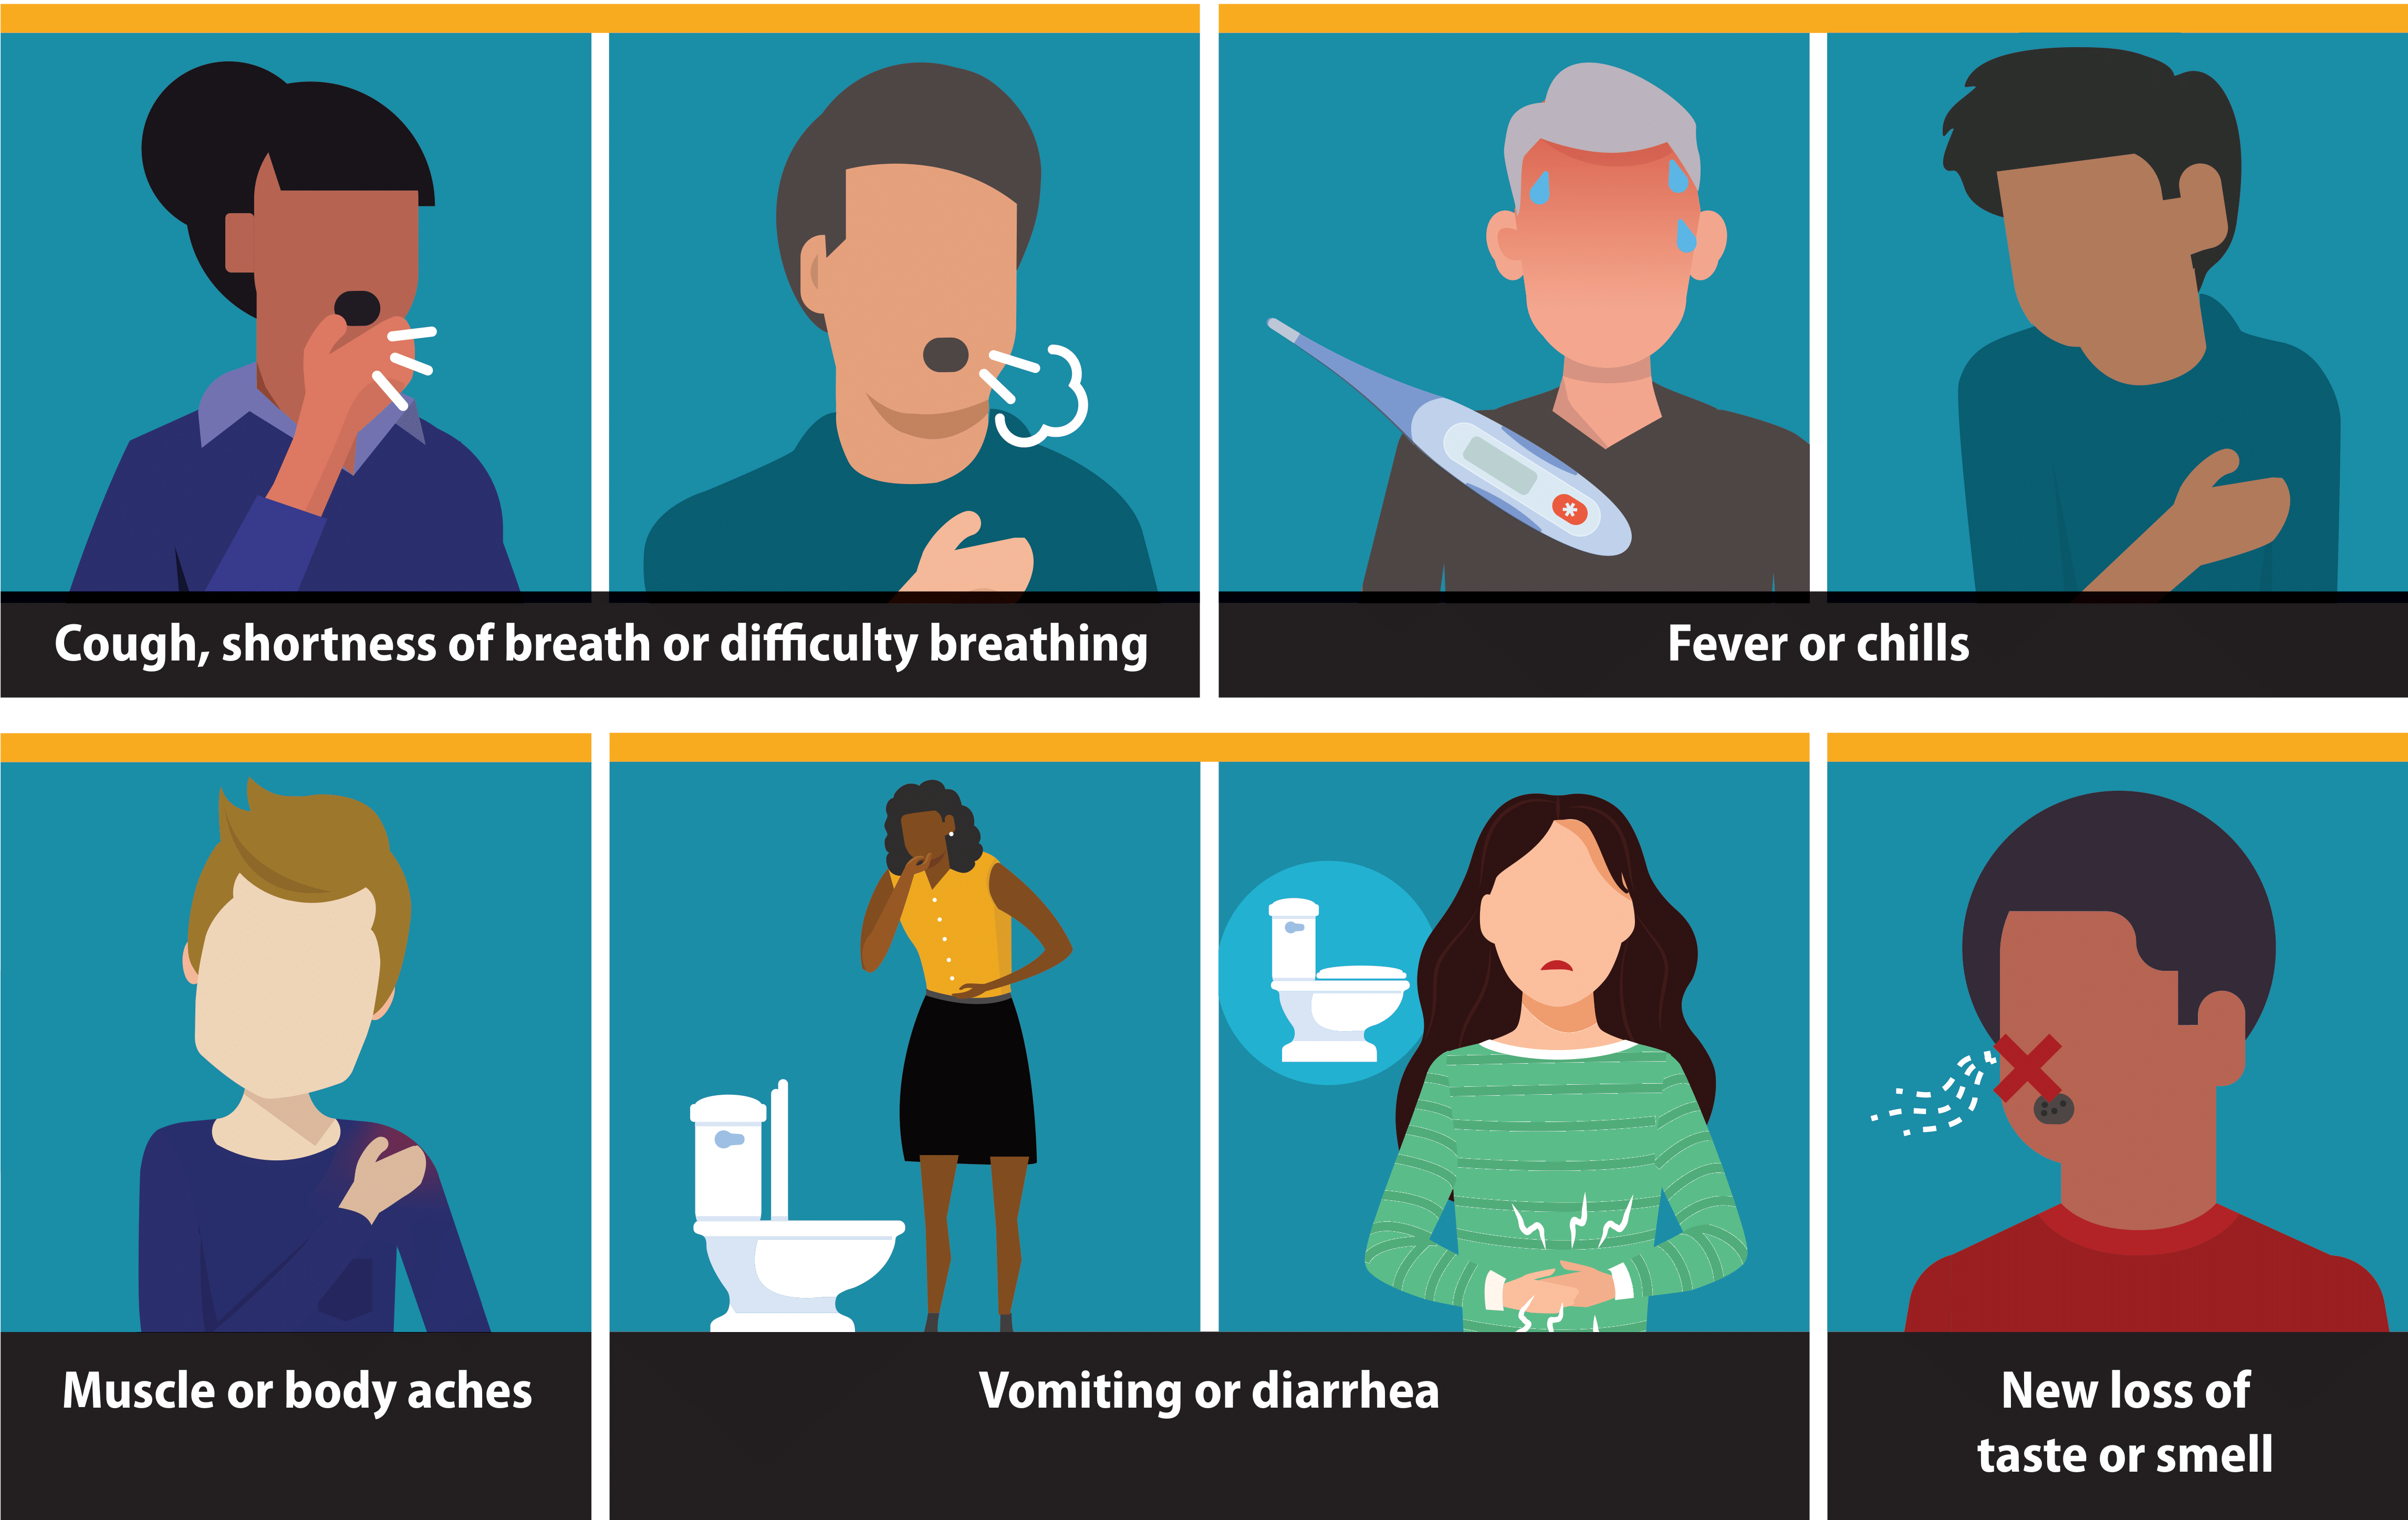 Cough, shortness of breath or difficulty breathing
Fever or chills
Muscle or body aches
Vomiting or diarrhea
New loss of
taste or smell